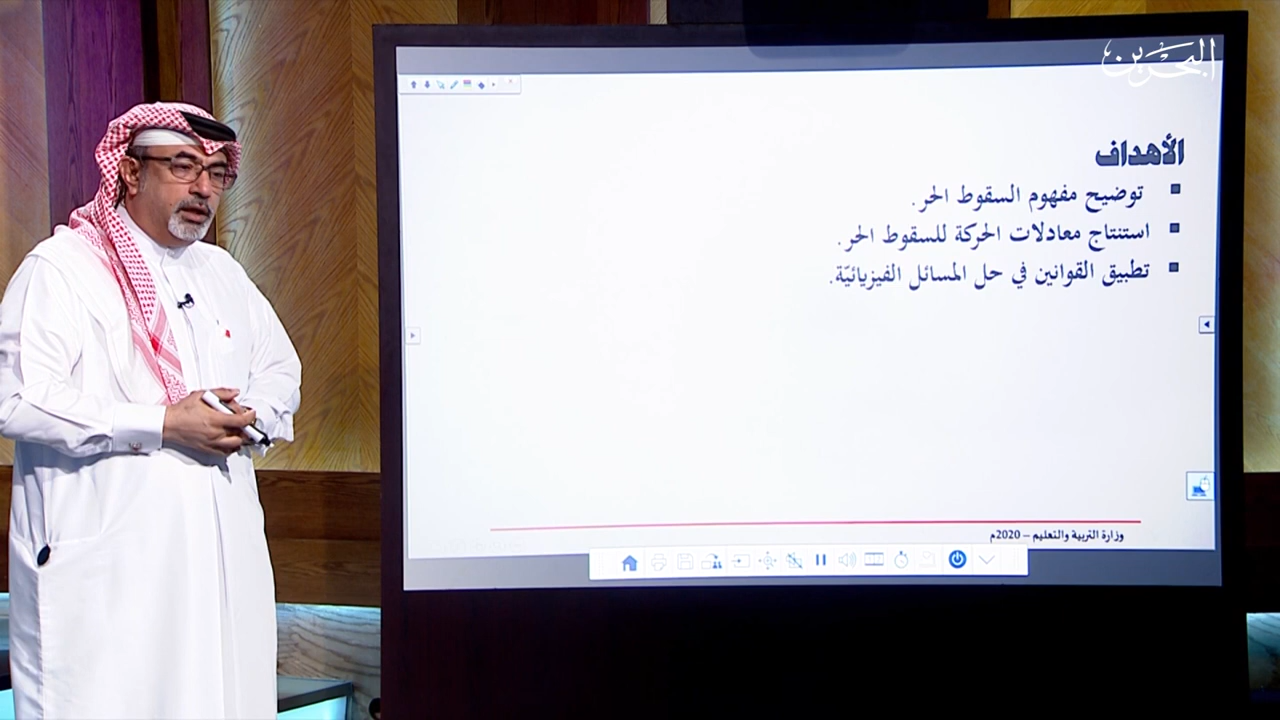 البحرين
الأهداف
توضيح مفهوم السقوط الحر.
استنتاج معادلات الحركة للسقوط الحر.
تطبيق القوانين في حل المسائل الفيزيائيّة.
وزارة التربية والتعليم – 2020م